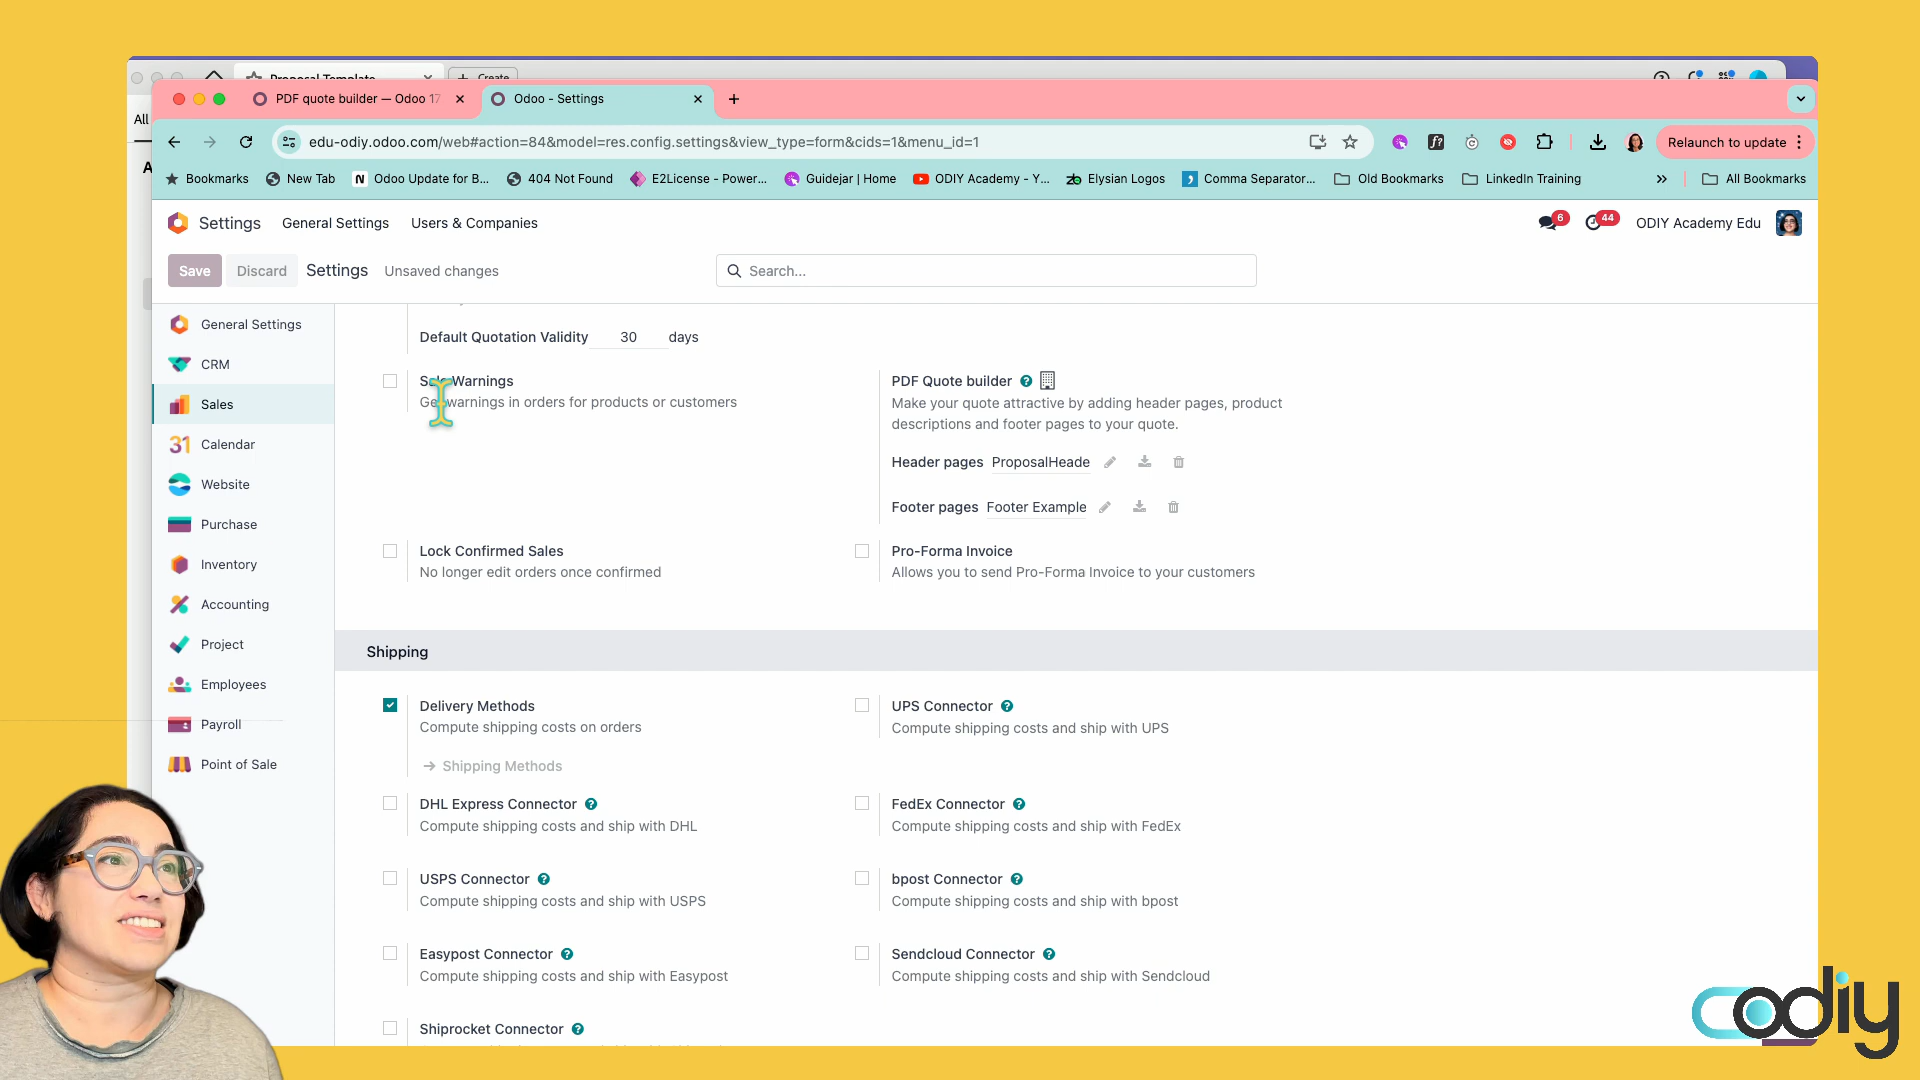 Proposal Template
Create
All
PDF quote builder — Odoo 17
Odoo - Settings
edu-odiy.odoo.com/web#action=84&model=res.config.settings&view_type=form&cids=1&menu_id=1
Relaunch to update
Bookmarks
New Tab
Odoo Update for B...
404 Not Found
E2License - Power...
Guidejar | Home
ODIY Academy - Y...
Elysian Logos
Comma Separator...
Old Bookmarks
LinkedIn Training
All Bookmarks
Settings
General Settings
Users & Companies
6
44
ODIY Academy Edu
Save
Discard
Settings
Unsaved changes
Search...
General Settings
CRM
Sales
31 Calendar
Website
Purchase
Inventory
Accounting
Project
Employees
Payroll
Point of Sale
Default Quotation Validity 30 days
Sale Warnings
Get warnings in orders for products or customers
PDF Quote builder
Make your quote attractive by adding header pages, product
descriptions and footer pages to your quote.
Header pages ProposalHeade
Footer pages Footer Example
Lock Confirmed Sales
No longer edit orders once confirmed
Pro-Forma Invoice
Allows you to send Pro-Forma Invoice to your customers
Shipping
Delivery Methods
Compute shipping costs on orders
Shipping Methods
UPS Connector
Compute shipping costs and ship with UPS
DHL Express Connector
Compute shipping costs and ship with DHL
FedEx Connector
Compute shipping costs and ship with FedEx
USPS Connector
Compute shipping costs and ship with USPS
bpost Connector
Compute shipping costs and ship with bpost
Easypost Connector
Compute shipping costs and ship with Easypost
Sendcloud Connector
Compute shipping costs and ship with Sendcloud
Shiprocket Connector
odiy